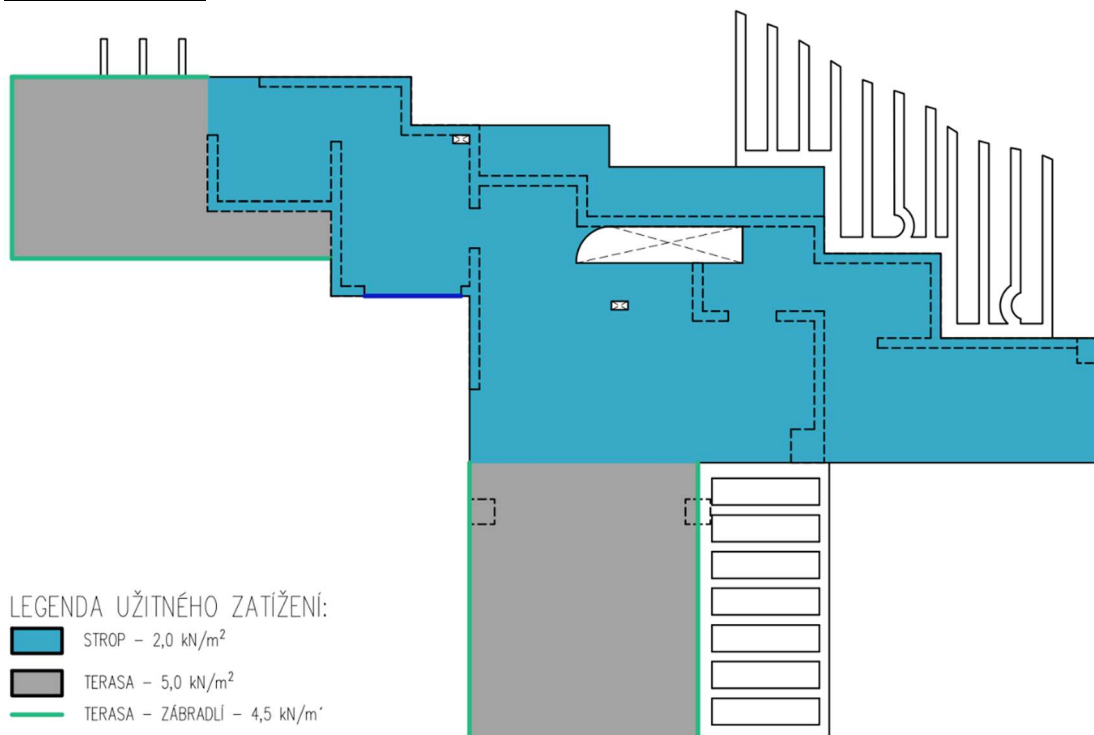 LEGENDA UŽITNÉHO ZATÍŽENÍ:
STROP – 2,0 kN/m²
TERASA – 5,0 kN/m²
TERASA – ZÁBRADLÍ – 4,5 kN/m´